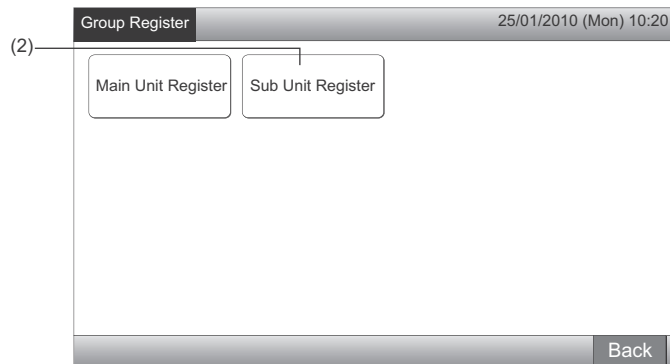 Group Register 25/01/2010 (Mon) 10:20
(2)
Main Unit Register Sub Unit Register
Back